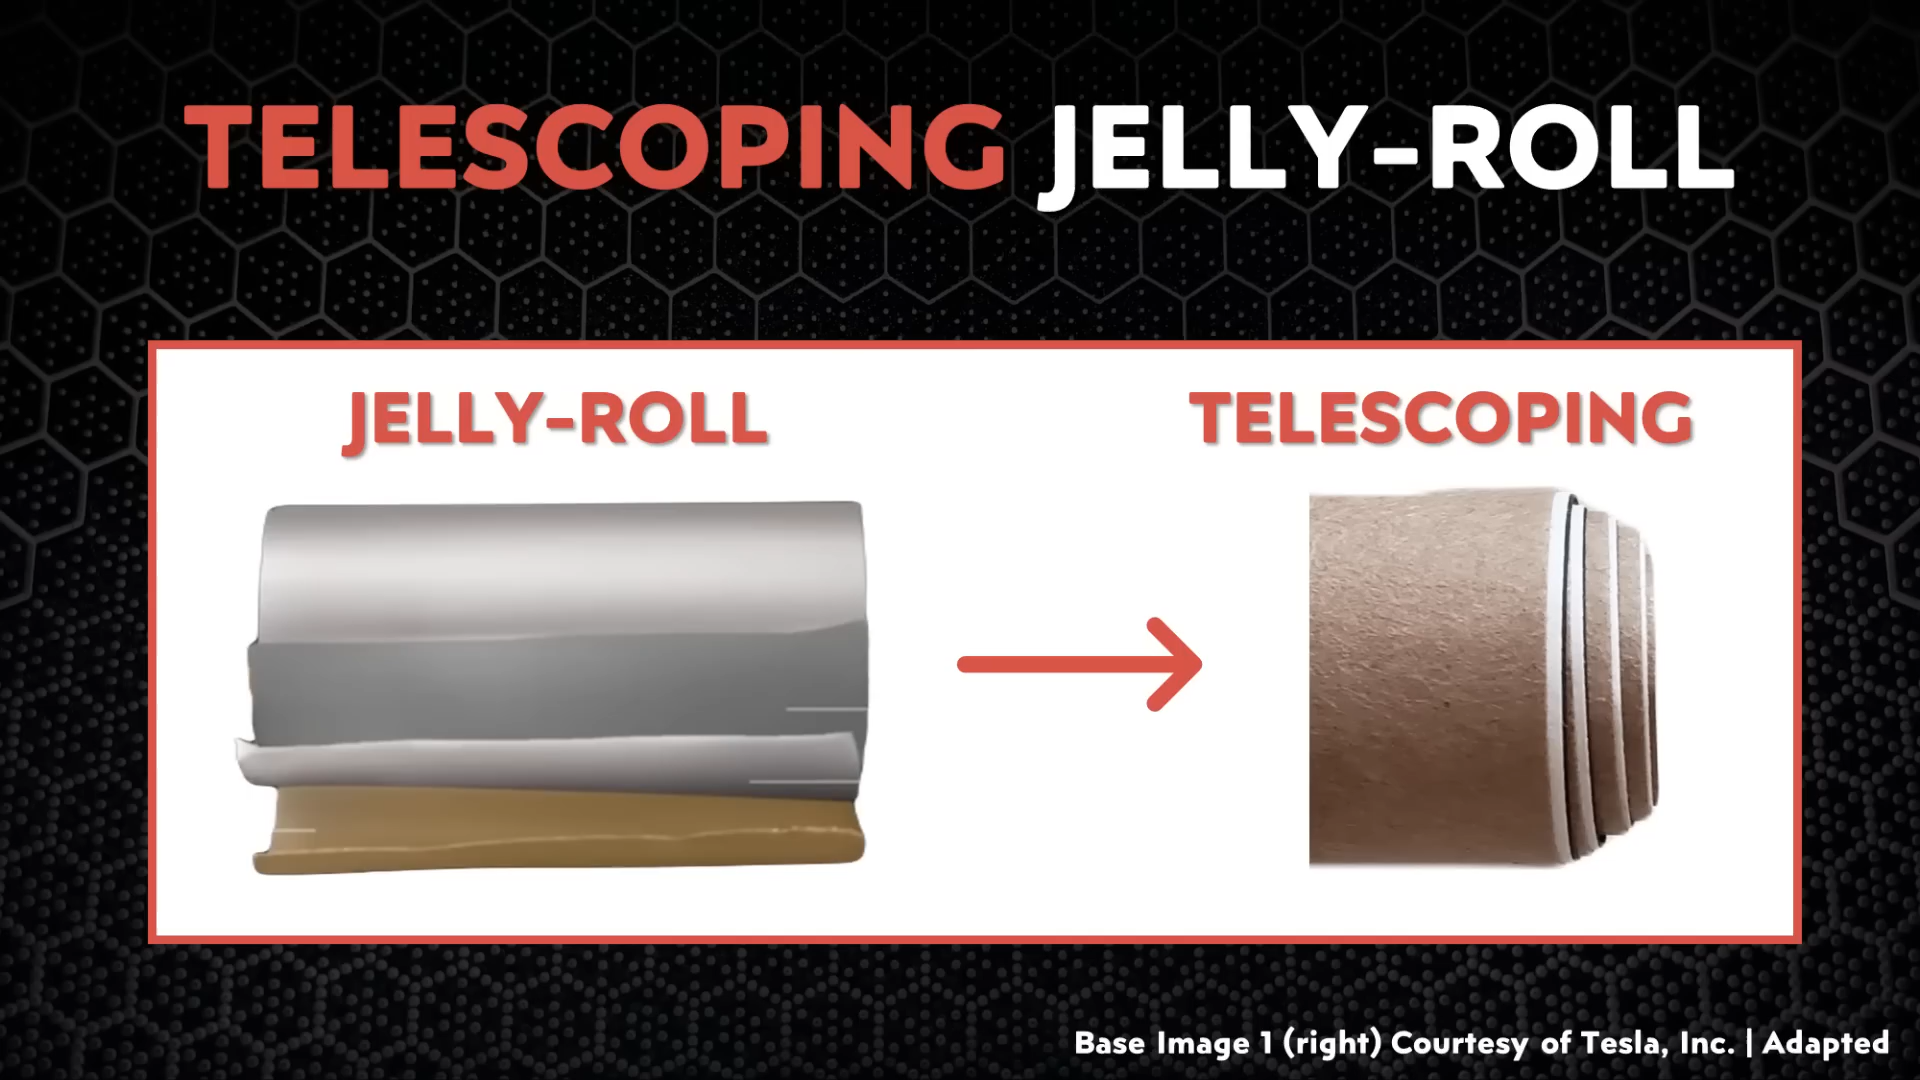 TELESCOPING JELLY-ROLL
JELLY-ROLL
TELESCOPING
Base Image 1 (right) Courtesy of Tesla, Inc. | Adapted